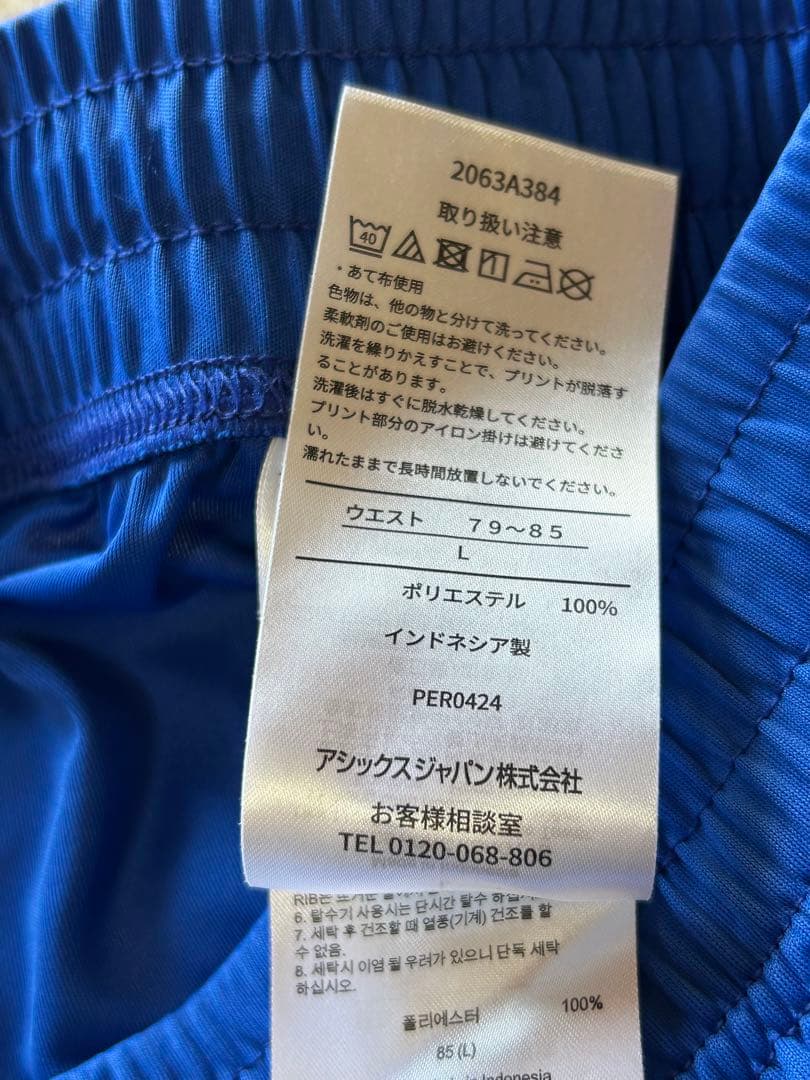 2063A384
取り扱い注意
40
・あて布使用
色物は、他の物と分けて洗ってください。
柔軟剤のご使用はお避けください。
洗濯を繰りかえすことで、プリントが脱落す
ることがあります。
洗濯後はすぐに脱水乾燥してください。
プリント部分のアイロン掛けは避けてくださ
い。
濡れたままで長時間放置しないでください。
ウエスト ７９～８５
L
ポリエステル 100%
インドネシア製
PER0424
アシックスジャパン株式会社
お客様相談室
TEL 0120-068-806
6. 탈수기 사용시는 단시간 탈수 하십시오.
7. 세탁 후 건조할 때 열풍(기계) 건조를 할
수 없음.
8. 세탁시 이염 될 우려가 있으니 단독 세탁
하십시오.
폴리에스터 100%
85 (L)
in Indonesia